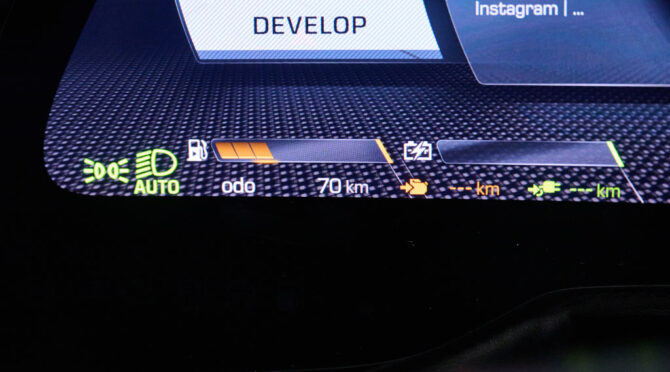 Instagram | ...
DEVELOP
AUTO
odo 70 km --- km --- km